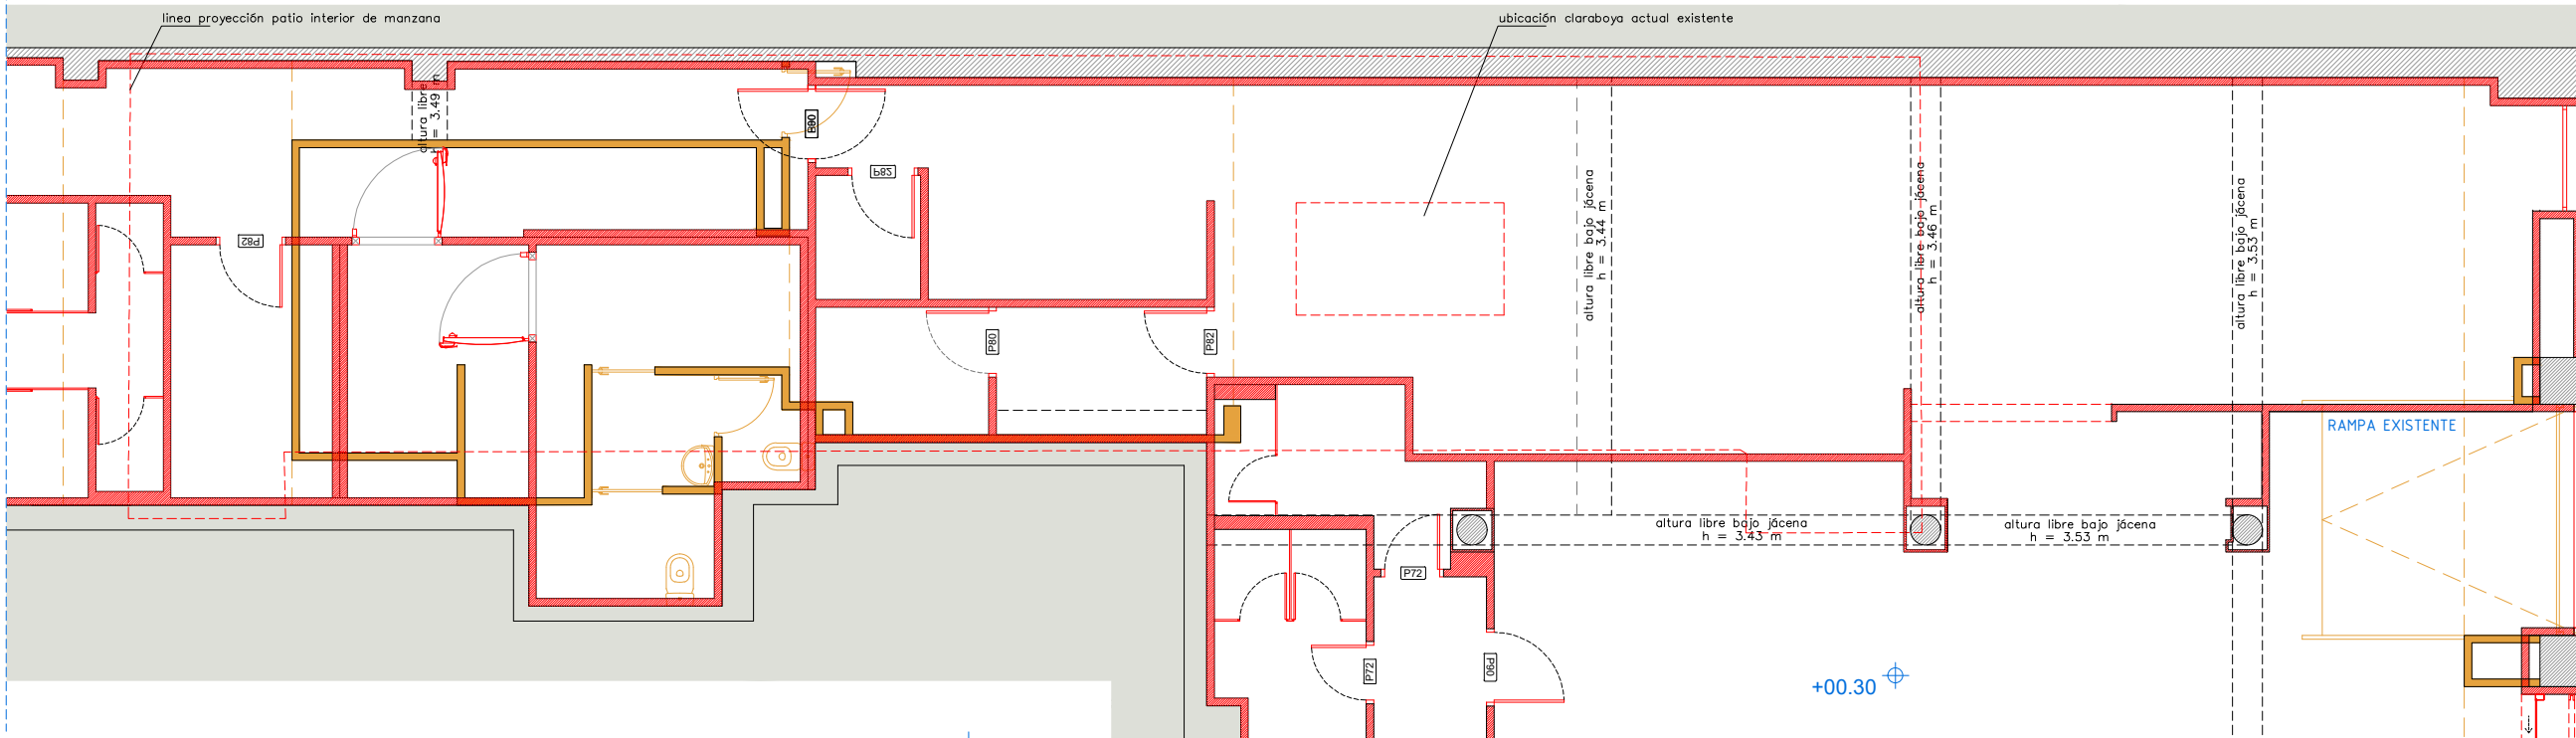 linea proyección patio interior de manzana
ubicación claraboya actual existente
altura libre
h = 3.49 m
B80
P82
P82
P80
P82
altura libre bajo jácena
h = 3.44 m
altura libre bajo jácena
h = 3.46 m
altura libre bajo jácena
h = 3.53 m
RAMPA EXISTENTE
altura libre bajo jácena
h = 3.43 m
altura libre bajo jácena
h = 3.53 m
P72
P72
P90
+00.30